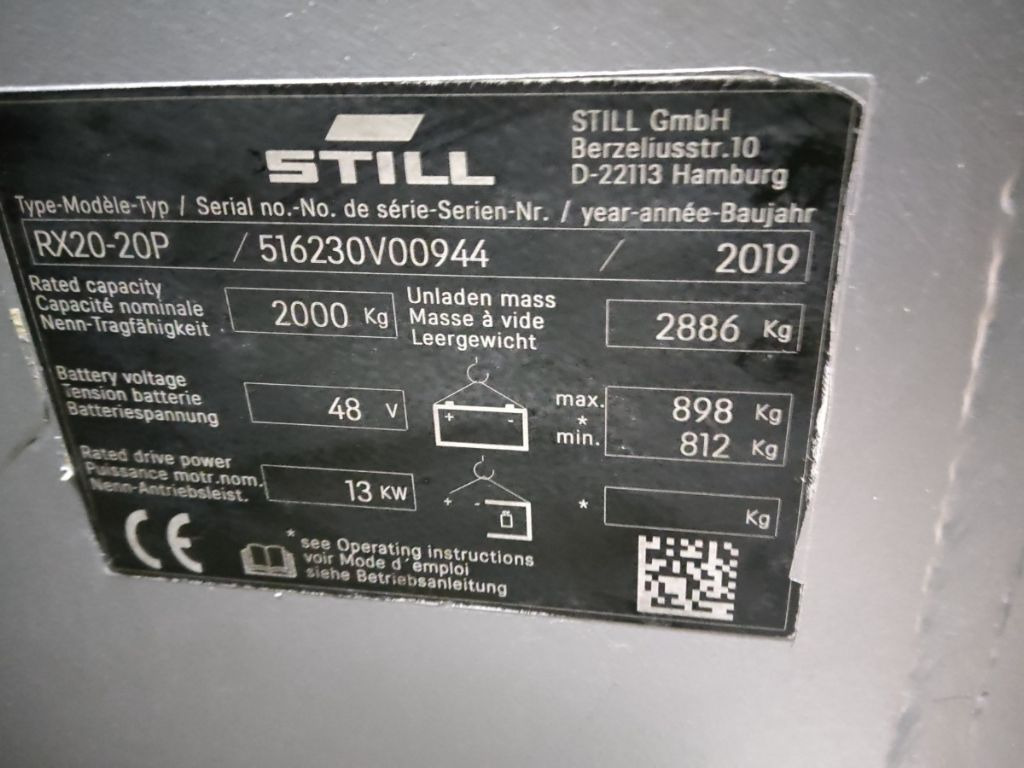 STILL
STILL GmbH
Berzeliusstr.10
D-22113 Hamburg
Type-Modèle-Typ / Serial no.-No. de série-Serien-Nr. / year-année-Baujahr
RX20-20P / 516230V00944 / 2019
Rated capacity
Capacité nominale
Nenn-Tragfähigkeit
2000 Kg
Unladen mass
Masse à vide
Leergewicht
2886 Kg
Battery voltage
Tension batterie
Batteriespannung
48 V
+ -
max.
*
min.
898 Kg
812 Kg
Rated drive power
Puissance motr.nom.
Nenn-Antriebsleist.
13 KW
+ -
*
Kg
CE
* see Operating instructions
voir Mode d'emploi
siehe Betriebsanleitung